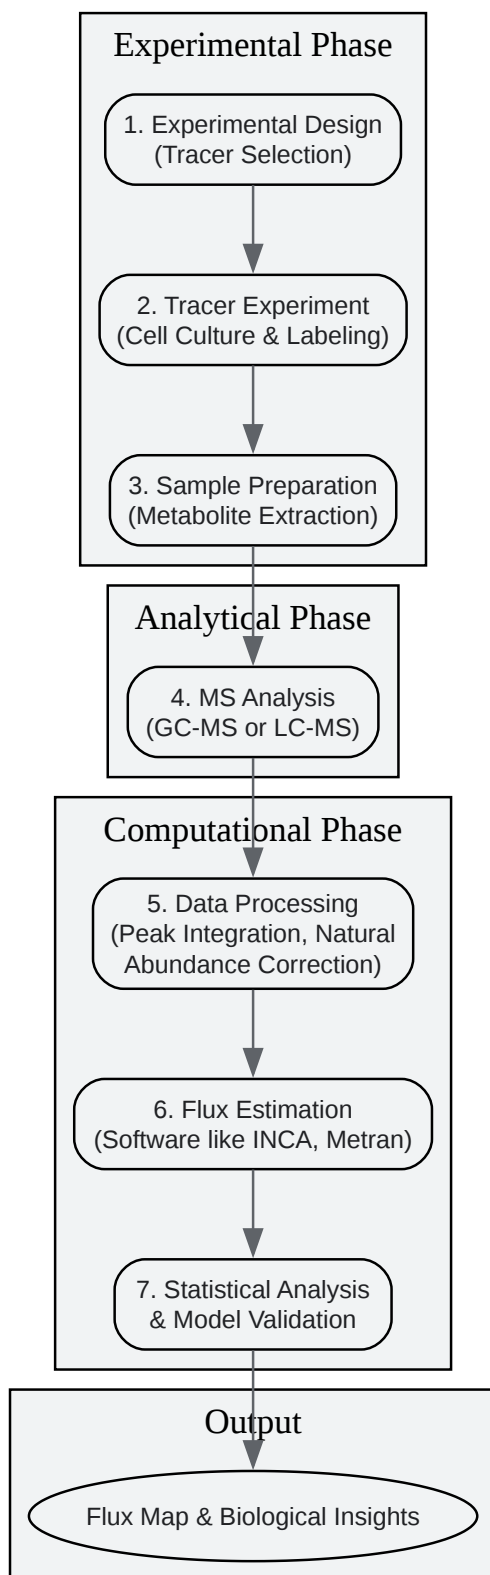 Experimental Phase
1. Experimental Design
(Tracer Selection)
2. Tracer Experiment
(Cell Culture & Labeling)
3. Sample Preparation
(Metabolite Extraction)
Analytical Phase
4. MS Analysis
(GC-MS or LC-MS)
Computational Phase
5. Data Processing
(Peak Integration, Natural
Abundance Correction)
6. Flux Estimation
(Software like INCA, Metran)
7. Statistical Analysis
& Model Validation
Output
Flux Map & Biological Insights